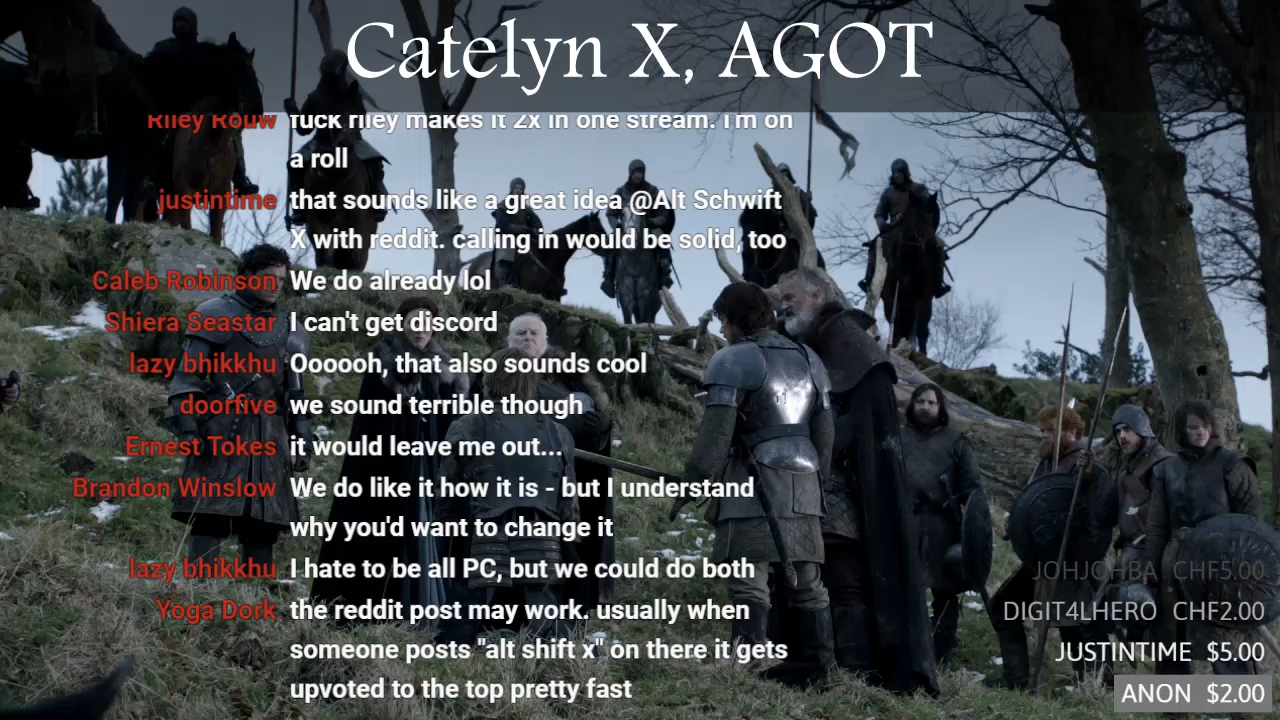 Catelyn X, AGOT
Riley Rouw fuck riley makes it 2x in one stream. I'm on
a roll
justintime that sounds like a great idea @Alt Schwift
X with reddit. calling in would be solid, too
Caleb Robinson We do already lol
Shiera Seastar I can't get discord
lazy bhikkhu Oooooh, that also sounds cool
doorfive we sound terrible though
Ernest Tokes it would leave me out...
Brandon Winslow We do like it how it is - but I understand
why you'd want to change it
lazy bhikkhu I hate to be all PC, but we could do both
Yoga Dork the reddit post may work. usually when
someone posts "alt shift x" on there it gets
upvoted to the top pretty fast
JOHJOHBA CHF5.00
DIGIT4LHERO CHF2.00
JUSTINTIME $5.00
ANON $2.00